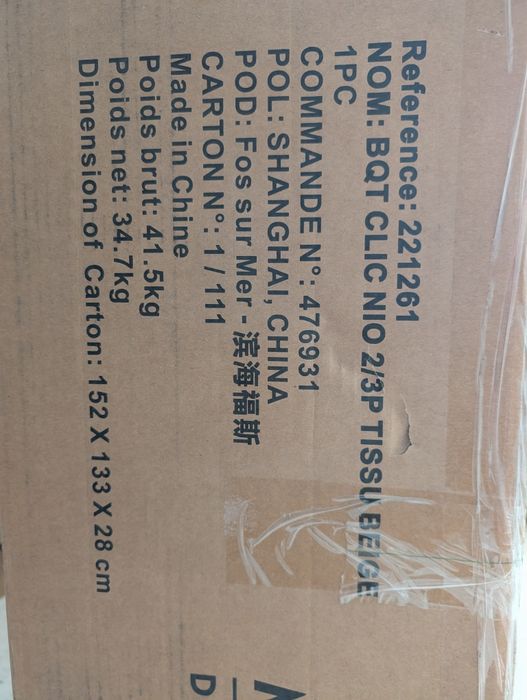 Reference: 221261
NOM: BQT CLIC NIO 2/3P TISSU BEIGE
1PC
COMMANDE N°: 476931
POL: SHANGHAI, CHINA
POD: Fos sur Mer - 滨海福斯
CARTON N°: 1 / 111
Made in Chine
Poids brut: 41.5kg
Poids net: 34.7kg
Dimension of Carton: 152 X 133 X 28 cm